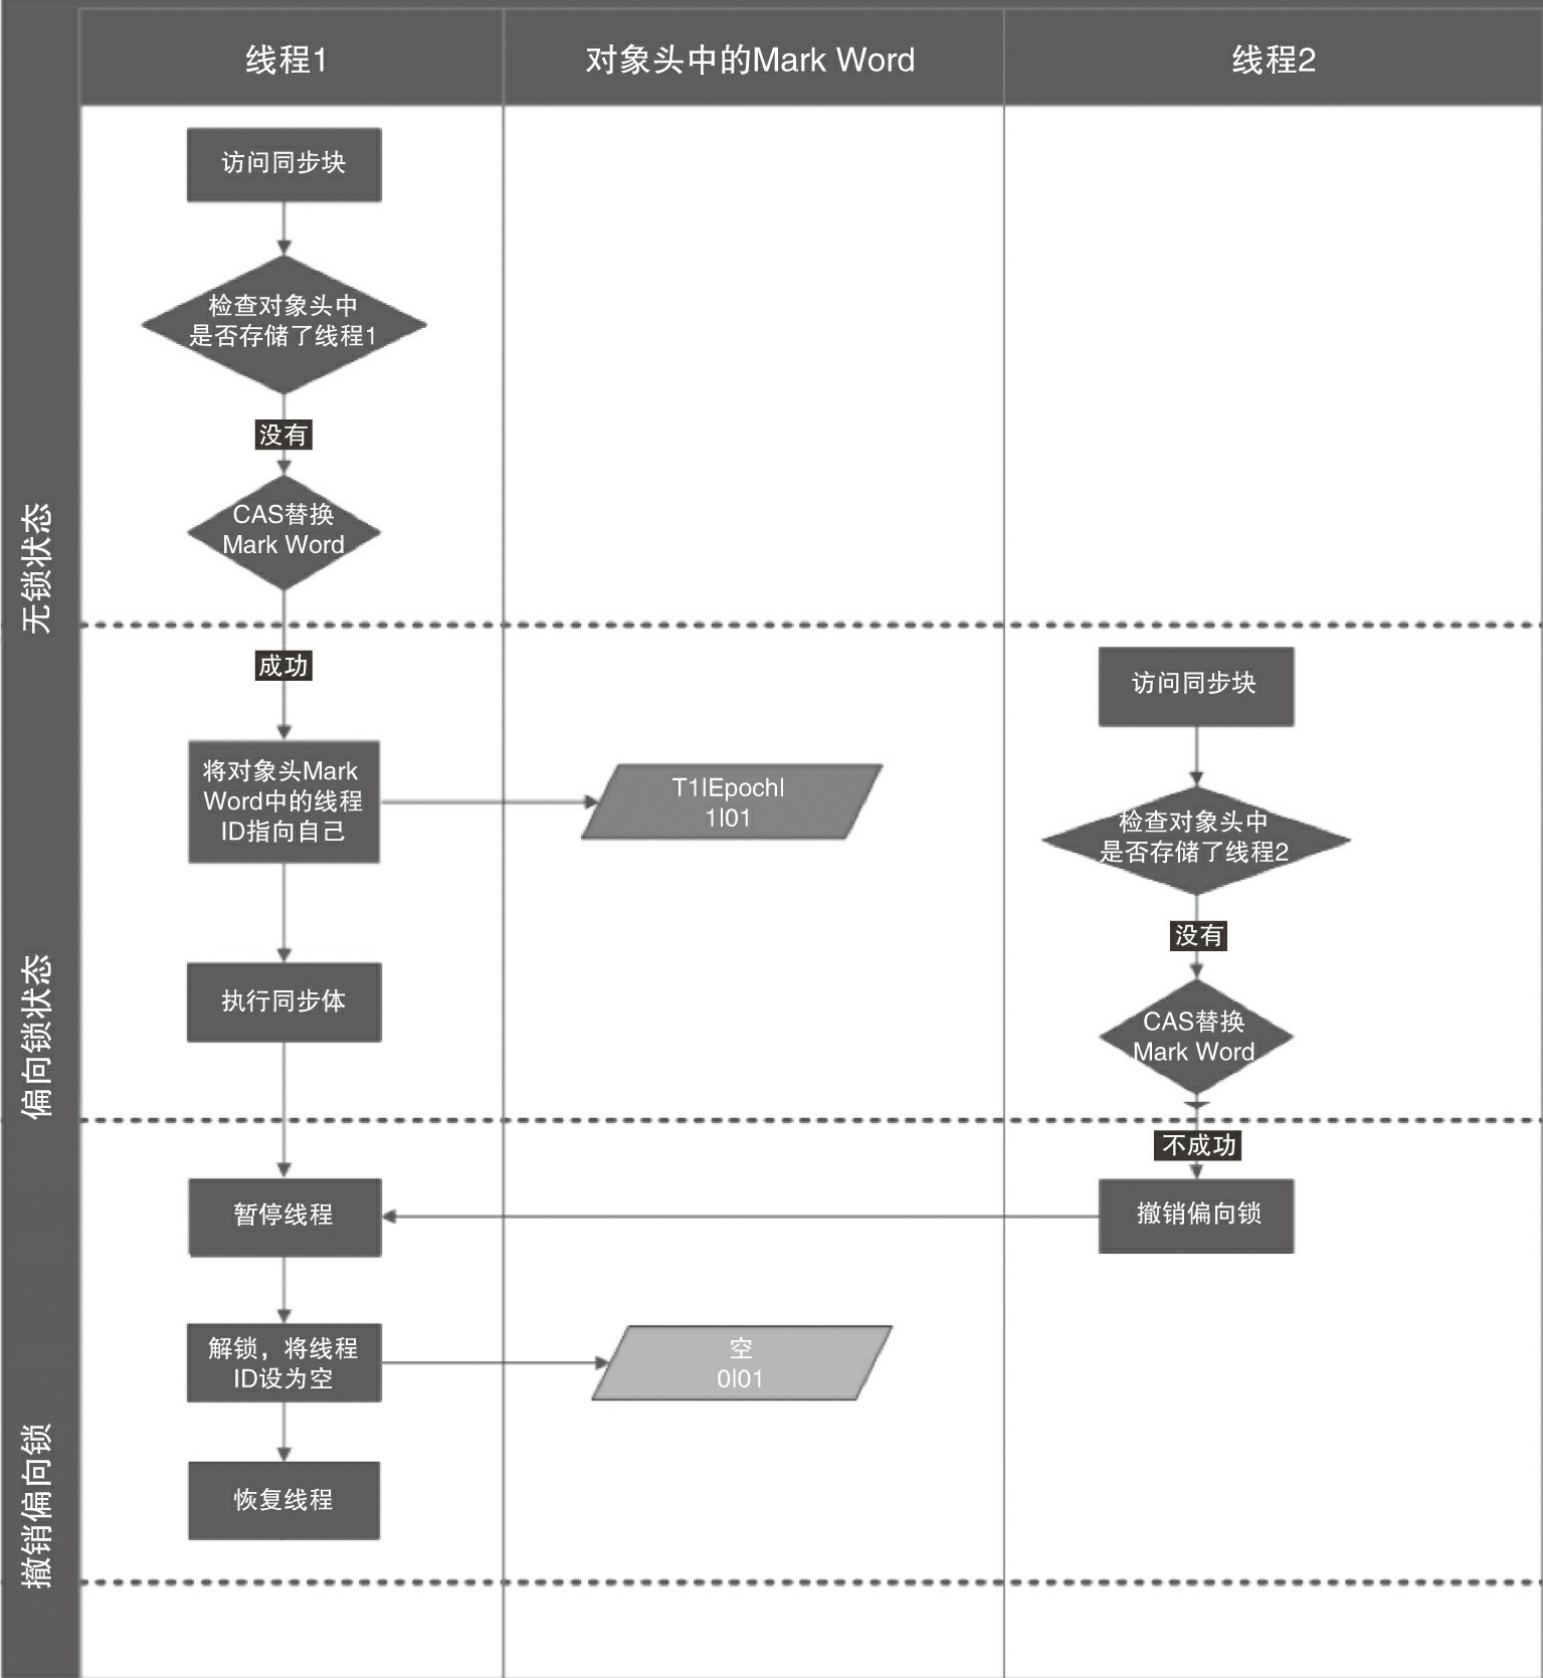 线程1
对象头中的Mark Word
线程2
无锁状态
访问同步块
检查对象头中
是否存储了线程1
没有
CAS替换
Mark Word
偏向锁状态
成功
将对象头Mark
Word中的线程
ID指向自己
T1|Epoch|
1|01
执行同步体
访问同步块
检查对象头中
是否存储了线程2
没有
CAS替换
Mark Word
撤销偏向锁
不成功
撤销偏向锁
暂停线程
解锁，将线程
ID设为空
空
0|01
恢复线程